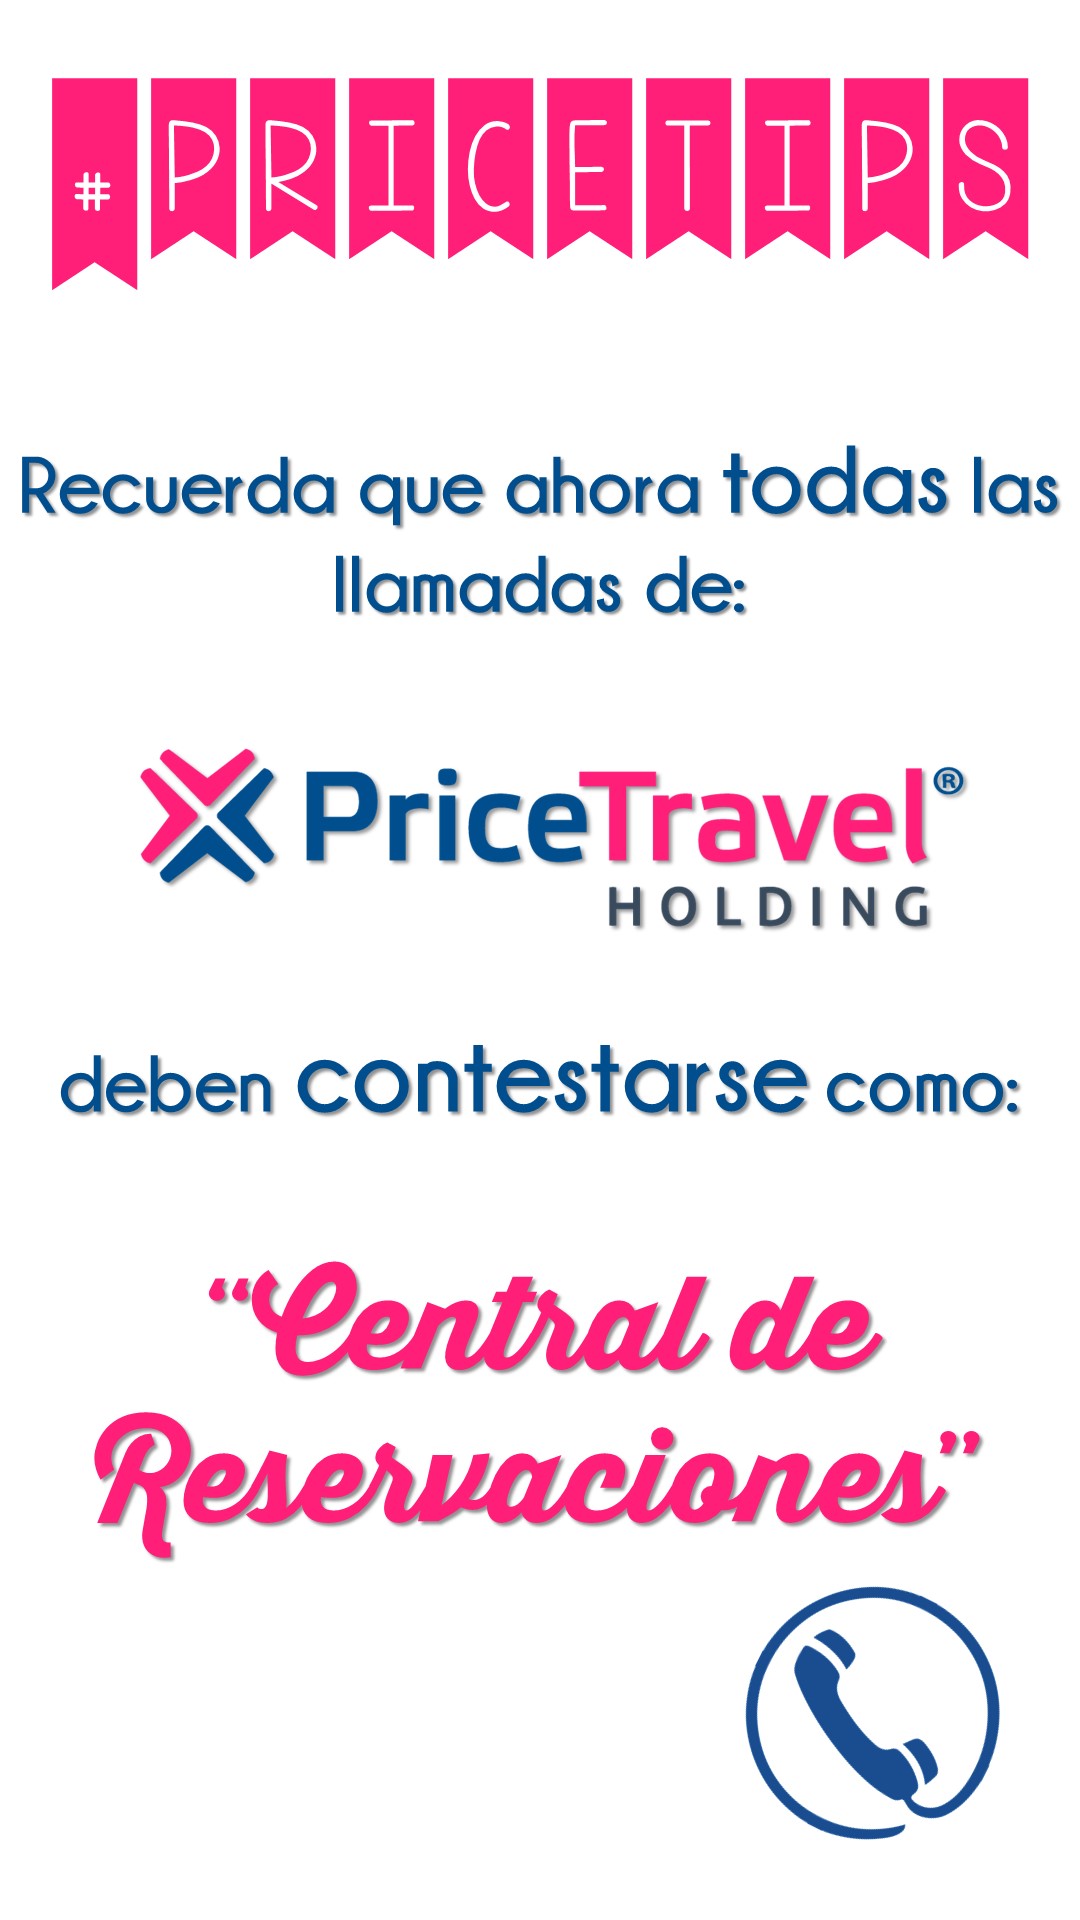 #PRICETIPS
Recuerda que ahora todas las
llamadas de:
PriceTravel®
HOLDING
deben contestarse como:
“Central de
Reservaciones”